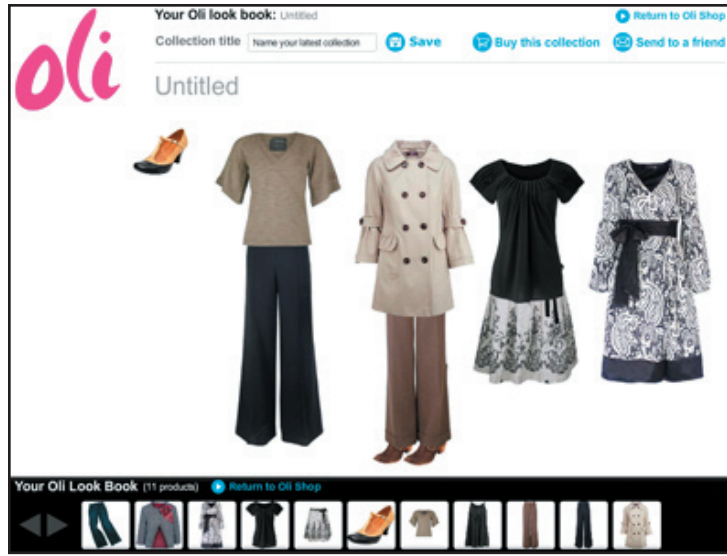 Your Oli look book: Untitled
Return to Oli Shop
oli
Collection title Name your latest collection Save Buy this collection Send to a friend
Untitled
Your Oli Look Book (11 products) Return to Oli Shop